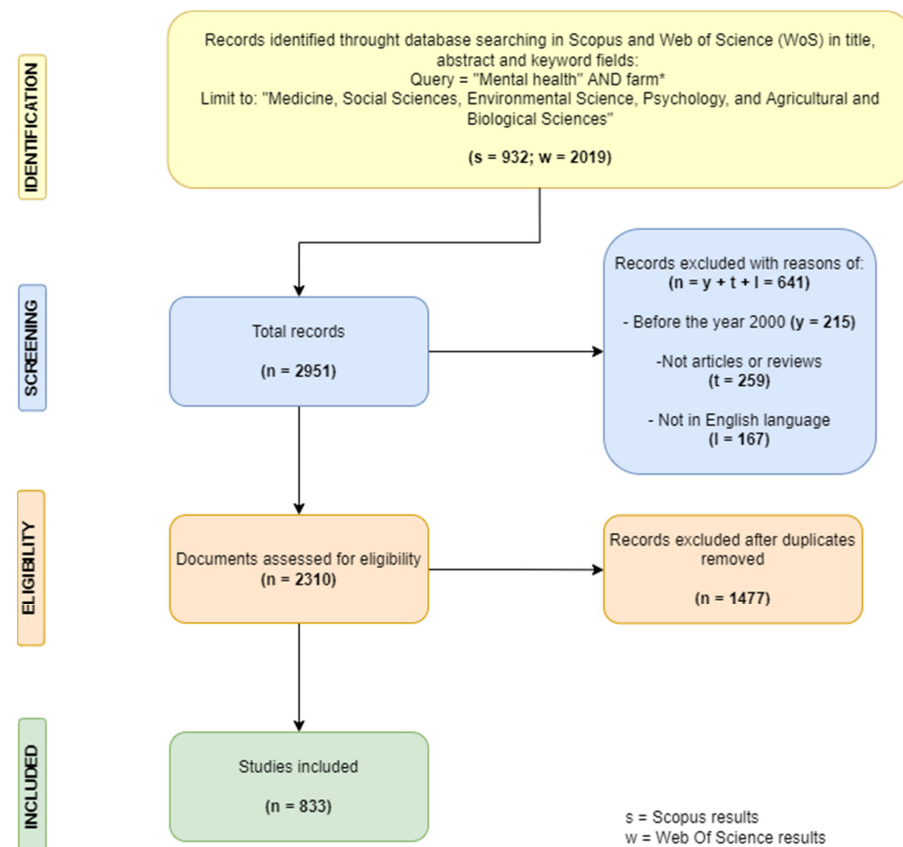 IDENTIFICATION
Records identified throught database searching in Scopus and Web of Science (WoS) in title,
abstract and keyword fields:
Query = "Mental health" AND farm*
Limit to: "Medicine, Social Sciences, Environmental Science, Psychology, and Agricultural and
Biological Sciences"
(s = 932; w = 2019)
SCREENING
Total records
(n = 2951)
Records excluded with reasons of:
(n = y + t + l = 641)
- Before the year 2000 (y = 215)
-Not articles or reviews
(t = 259)
- Not in English language
(l = 167)
ELIGIBILITY
Documents assessed for eligibility
(n = 2310)
Records excluded after duplicates
removed
(n = 1477)
INCLUDED
Studies included
(n = 833)
s = Scopus results
w = Web Of Science results